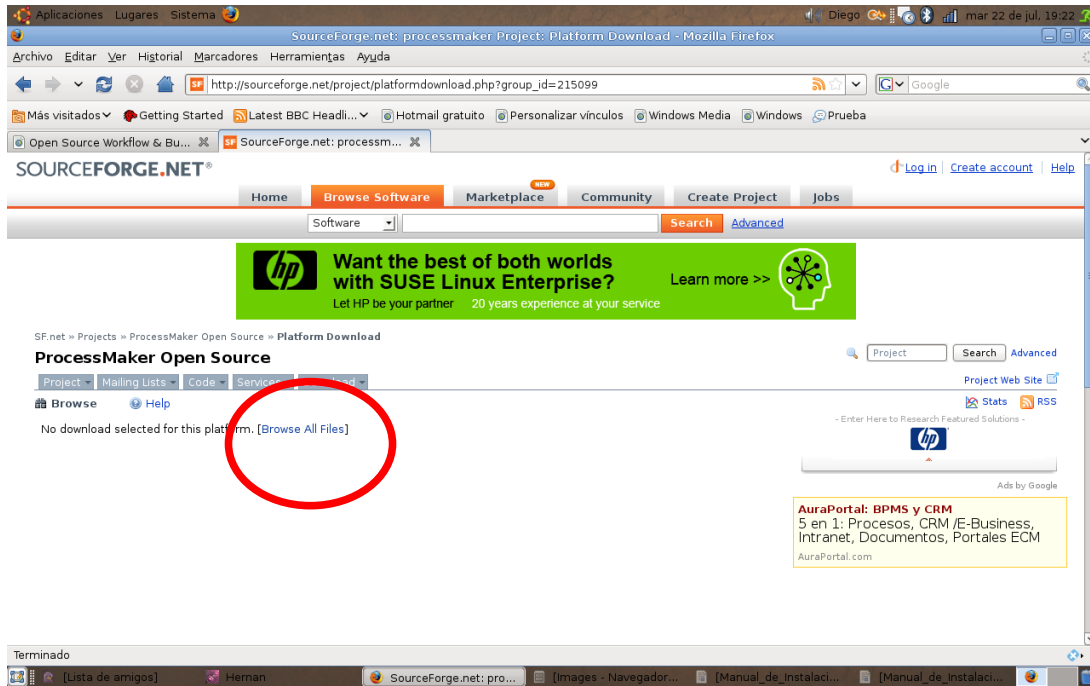 Aplicaciones Lugares Sistema Diego mar 22 de jul, 19:22
SourceForge.net: processmaker Project: Platform Download - Mozilla Firefox
Archivo Editar Ver Historial Marcadores Herramientas Ayuda
http://sourceforge.net/project/platformdownload.php?group_id=215099 Google
Más visitados Getting Started Latest BBC Headli... Hotmail gratuito Personalizar vínculos Windows Media Windows Prueba
Open Source Workflow & Bu... SourceForge.net: processm...
SOURCEFORGE.NET® Log in Create account Help
NEW
Home Browse Software Marketplace Community Create Project Jobs
Software Search Advanced
hp
Want the best of both worlds
with SUSE Linux Enterprise?
Let HP be your partner 20 years experience at your service
Learn more >>
SF.net » Projects » ProcessMaker Open Source » Platform Download
ProcessMaker Open Source
Project Search Advanced
Project Mailing Lists Code Services
Project Web Site
Browse Help
Stats RSS
No download selected for this platform. [Browse All Files]
- Enter Here to Research Featured Solutions -
hp
Ads by Google
AuraPortal: BPMS y CRM
5 en 1: Procesos, CRM /E-Business,
Intranet, Documentos, Portales ECM
AuraPortal.com
Terminado
[Lista de amigos] Hernan SourceForge.net: pro... [Images - Navegador... [Manual_de_Instalaci... [Manual_de_Instalaci...